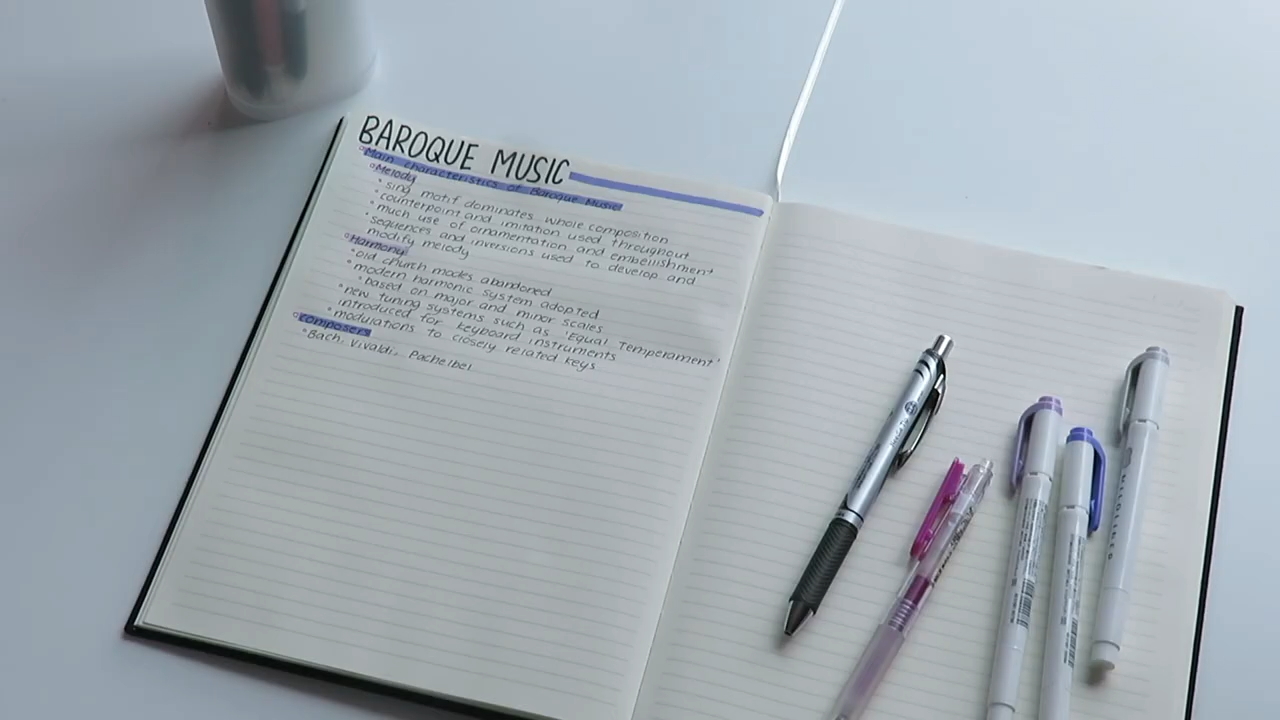 BAROQUE MUSIC
Main characteristics of Baroque Music
Melody
sing motif dominates whole composition
counterpoint and imitation used throughout
much use of ornamentation and embellishment
sequences and inversions used to develop and
modify melody
Harmony
old church modes abandoned
modern harmonic system adopted
based on major and minor scales
new tuning systems such as 'Equal Temperament'
introduced for keyboard instruments
modulations to closely related keys
composers
Bach, Vivaldi, Pachelbel
MILDLINER